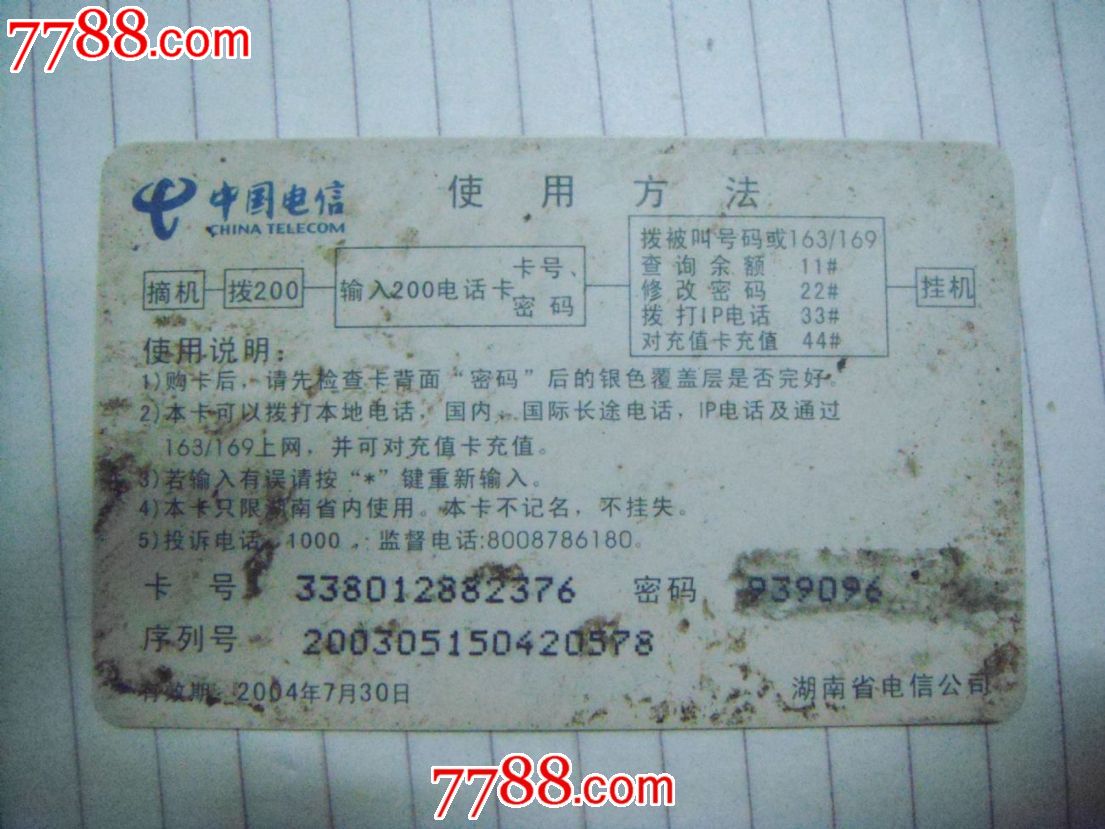 7788.com
中国电信
CHINA TELECOM
使用方法
摘机
拨200
输入200电话卡 卡号、
密码
拨被叫号码或163/169
查询余额 11#
修改密码 22#
拨打IP电话 33#
对充值卡充值 44#
挂机
使用说明:
1)购卡后,请先检查卡背面“密码”后的银色覆盖层是否完好。
2)本卡可以拨打本地电话,国内、国际长途电话,IP电话及通过
163/169上网,并可对充值卡充值。
3)若输入有误请按“*”键重新输入。
4)本卡只限湖南省内使用。本卡不记名,不挂失。
5)投诉电话:1000,监督电话:8008786180。
卡号 338012882376 密码 939096
序列号 200305150420578
有效期:2004年7月30日
湖南省电信公司
7788.com